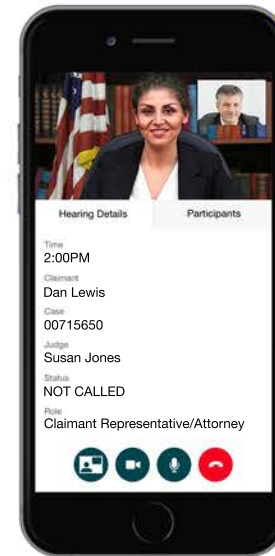 Hearing Details Participants
Time
2:00PM
Claimant
Dan Lewis
Case
00715650
Judge
Susan Jones
Status
NOT CALLED
Role
Claimant Representative/Attorney